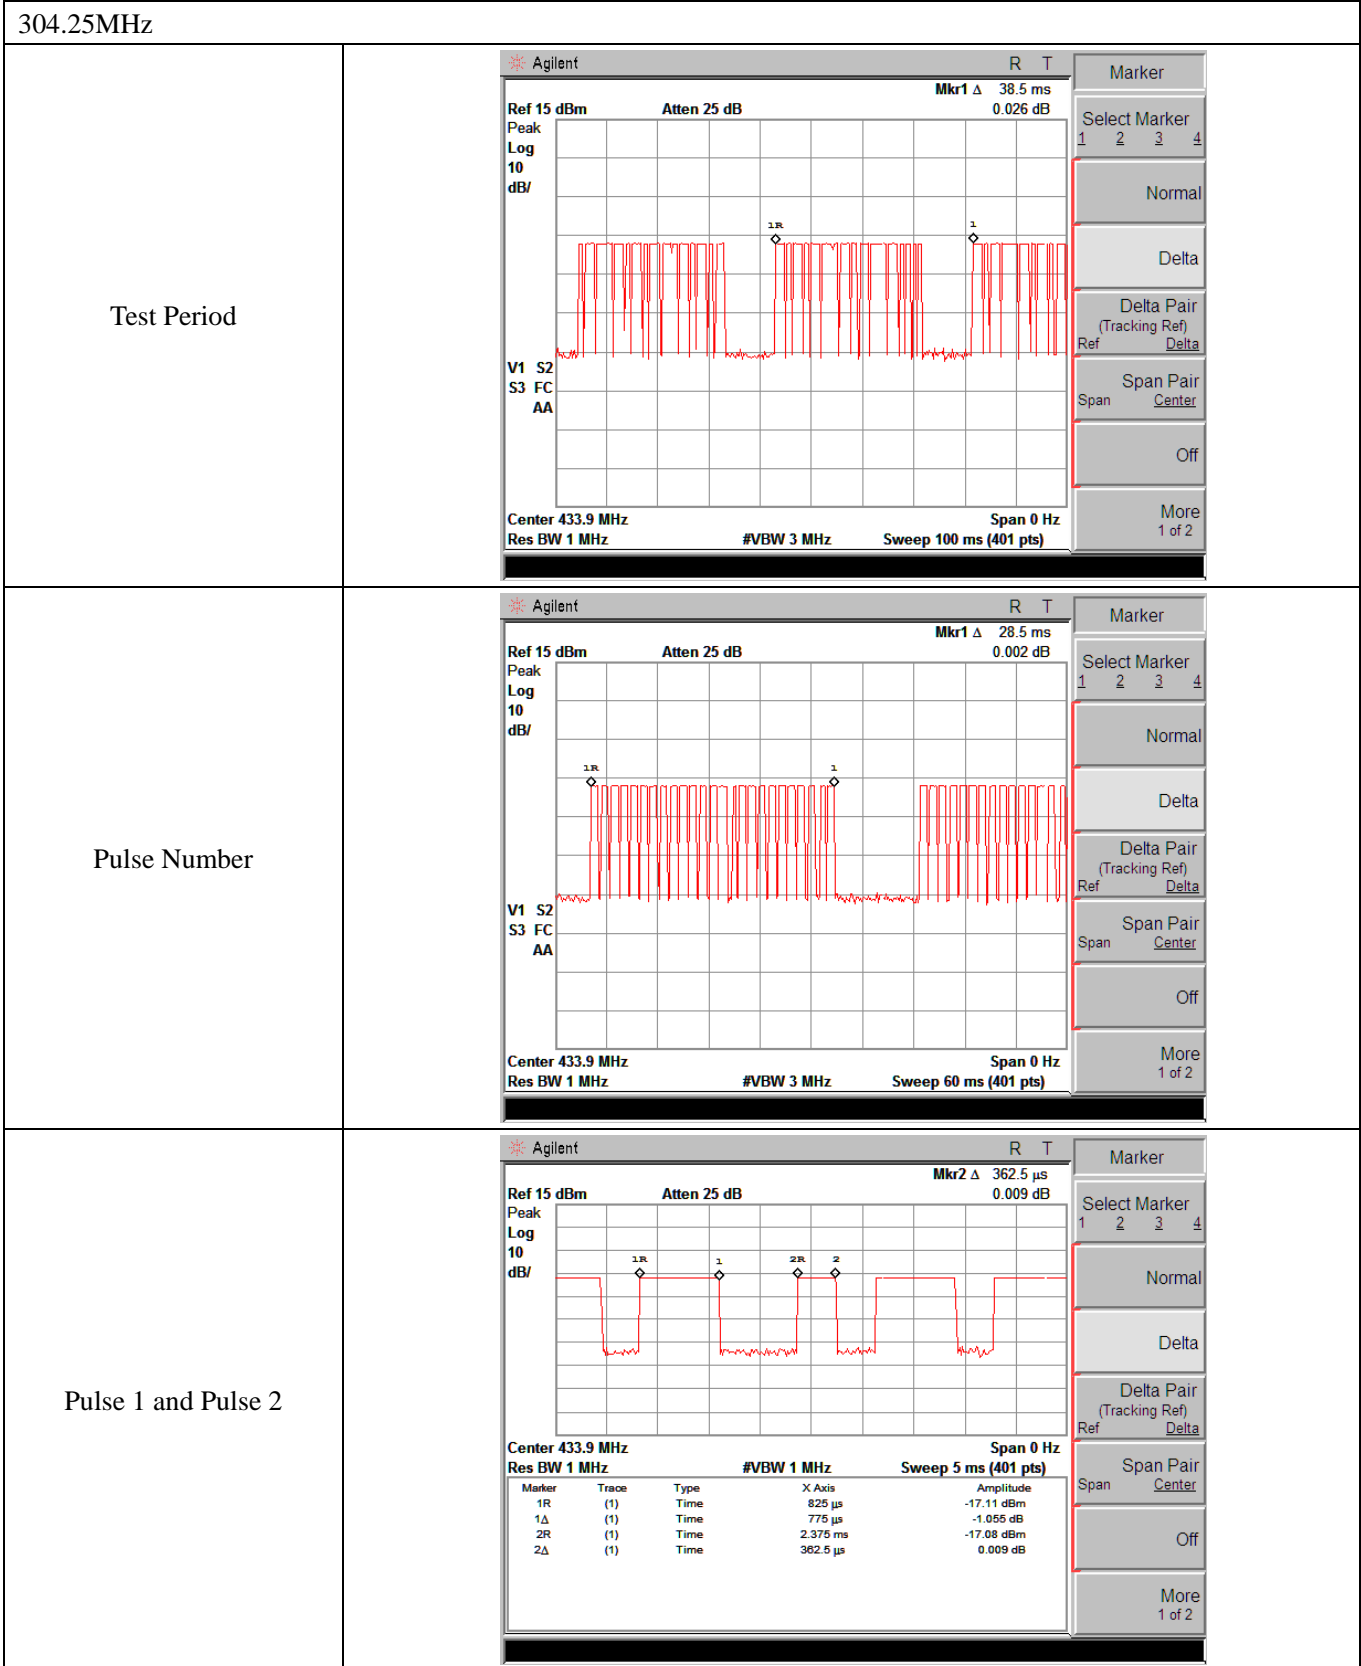 304.25MHz
Test Period
Agilent R T
Mkr1 Δ 38.5 ms
Ref 15 dBm Atten 25 dB 0.026 dB
Peak
Log
10
dB/
1R 1
V1 S2
S3 FC
AA
Center 433.9 MHz Span 0 Hz
Res BW 1 MHz #VBW 3 MHz Sweep 100 ms (401 pts)
Marker
Select Marker
1 2 3 4
Normal
Delta
Delta Pair
(Tracking Ref)
Ref Delta
Span Pair
Span Center
Off
More
1 of 2
Pulse Number
Agilent R T
Mkr1 Δ 28.5 ms
Ref 15 dBm Atten 25 dB 0.002 dB
Peak
Log
10
dB/
1R 1
V1 S2
S3 FC
AA
Center 433.9 MHz Span 0 Hz
Res BW 1 MHz #VBW 3 MHz Sweep 60 ms (401 pts)
Marker
Select Marker
1 2 3 4
Normal
Delta
Delta Pair
(Tracking Ref)
Ref Delta
Span Pair
Span Center
Off
More
1 of 2
Pulse 1 and Pulse 2
Agilent R T
Mkr2 Δ 362.5 μs
Ref 15 dBm Atten 25 dB 0.009 dB
Peak
Log
10
dB/
1R 1 2R 2
Center 433.9 MHz Span 0 Hz
Res BW 1 MHz #VBW 1 MHz Sweep 5 ms (401 pts)
Marker Trace Type X Axis Amplitude
1R (1) Time 825 μs -17.11 dBm
1Δ (1) Time 775 μs -1.055 dB
2R (1) Time 2.375 ms -17.08 dBm
2Δ (1) Time 362.5 μs 0.009 dB
Marker
Select Marker
1 2 3 4
Normal
Delta
Delta Pair
(Tracking Ref)
Ref Delta
Span Pair
Span Center
Off
More
1 of 2